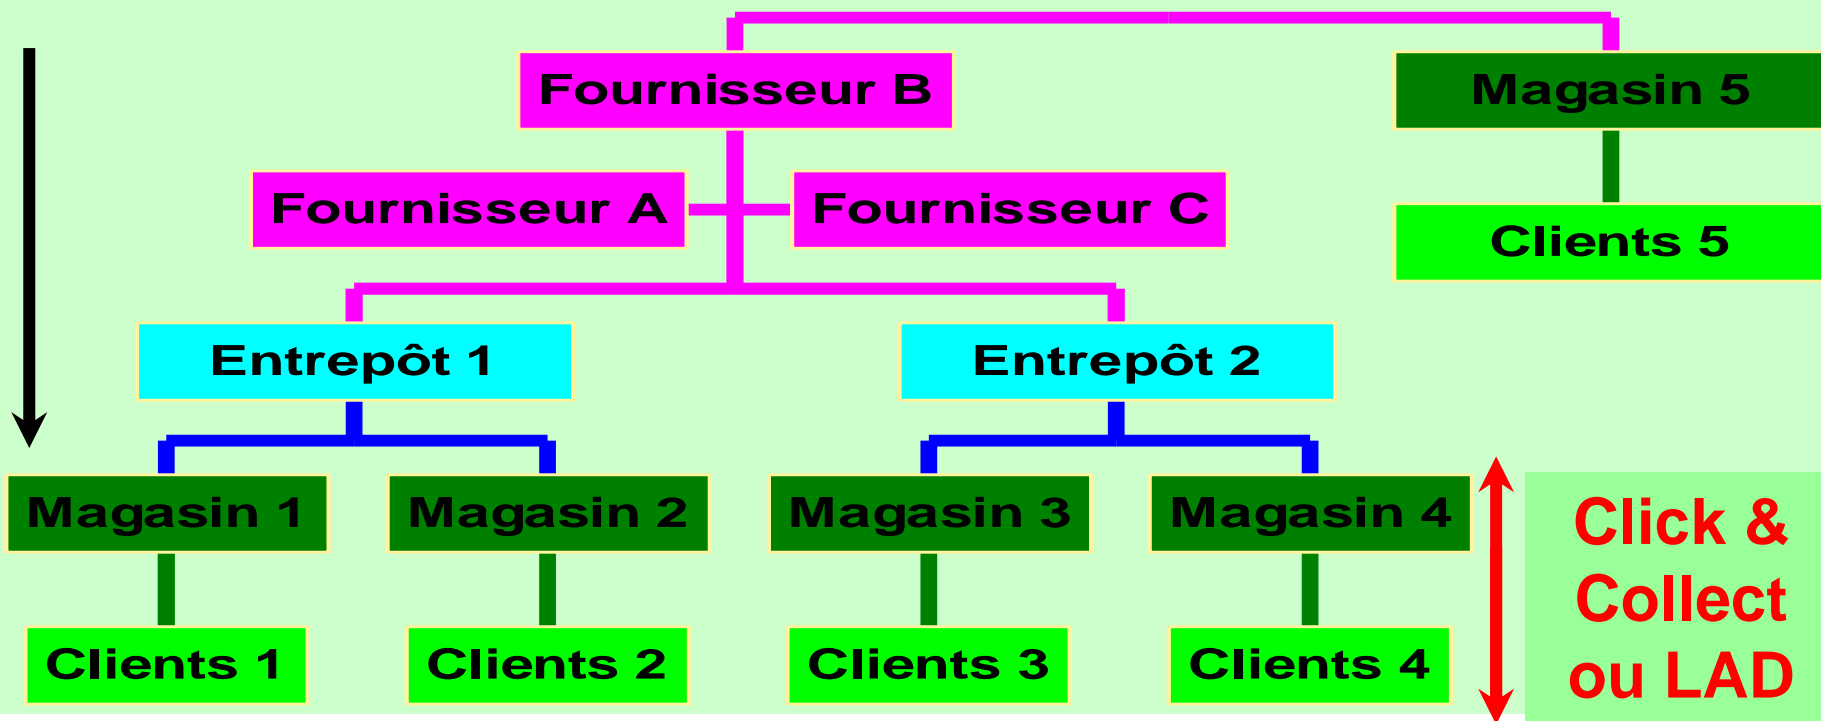 Fournisseur B
Magasin 5
Fournisseur A
Fournisseur C
Clients 5
Entrepôt 1
Entrepôt 2
Magasin 1
Magasin 2
Magasin 3
Magasin 4
Click &
Collect
ou LAD
Clients 1
Clients 2
Clients 3
Clients 4